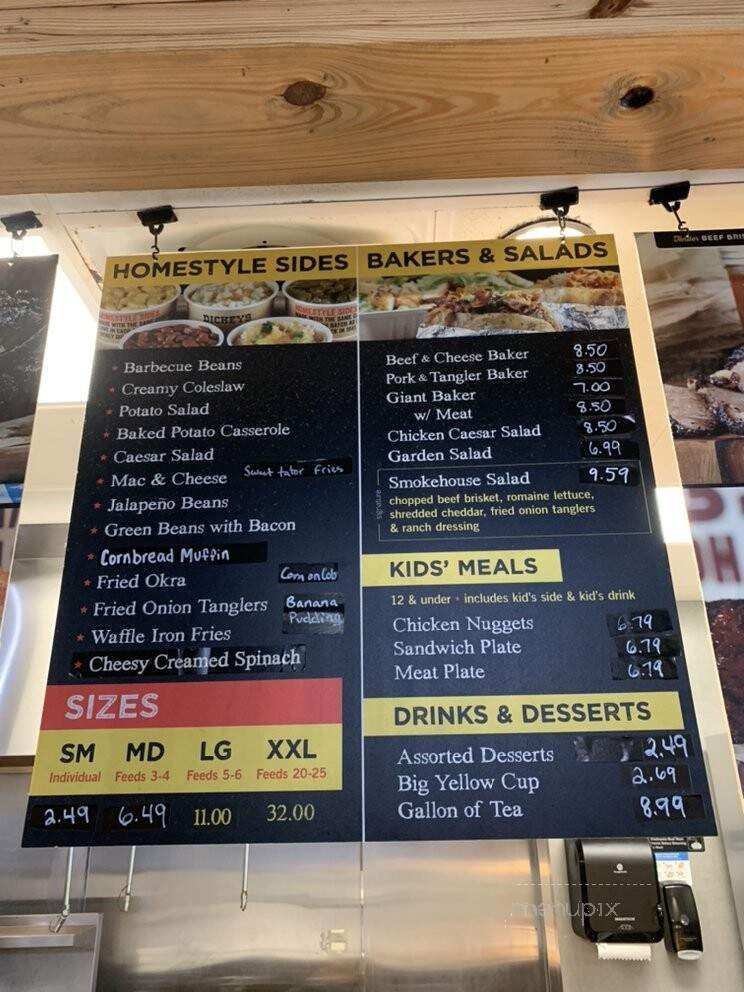 HOMESTYLE SIDES
DICKEY'S
Barbecue Beans
Creamy Coleslaw
Potato Salad
Baked Potato Casserole
Caesar Salad
Mac & Cheese Sweet tator Fries
Jalapeño Beans
Green Beans with Bacon
Cornbread Muffin
Fried Okra Corn on Cob
Fried Onion Tanglers Banana Pudding
Waffle Iron Fries
Cheesy Creamed Spinach
SIZES
SM MD LG XXL
Individual Feeds 3-4 Feeds 5-6 Feeds 20-25
2.49 6.49 11.00 32.00
BAKERS & SALADS
Beef & Cheese Baker 8.50
Pork & Tangler Baker 8.50
Giant Baker 7.00
w/ Meat 8.50
Chicken Caesar Salad 8.50
Garden Salad 6.99
signature
Smokehouse Salad 9.59
chopped beef brisket, romaine lettuce,
shredded cheddar, fried onion tanglers
& ranch dressing
KIDS' MEALS
12 & under • includes kid's side & kid's drink
Chicken Nuggets 6.79
Sandwich Plate 6.79
Meat Plate 6.79
DRINKS & DESSERTS
Assorted Desserts 2.49
Big Yellow Cup 2.69
Gallon of Tea 8.99
BEEF BRIS
menupix